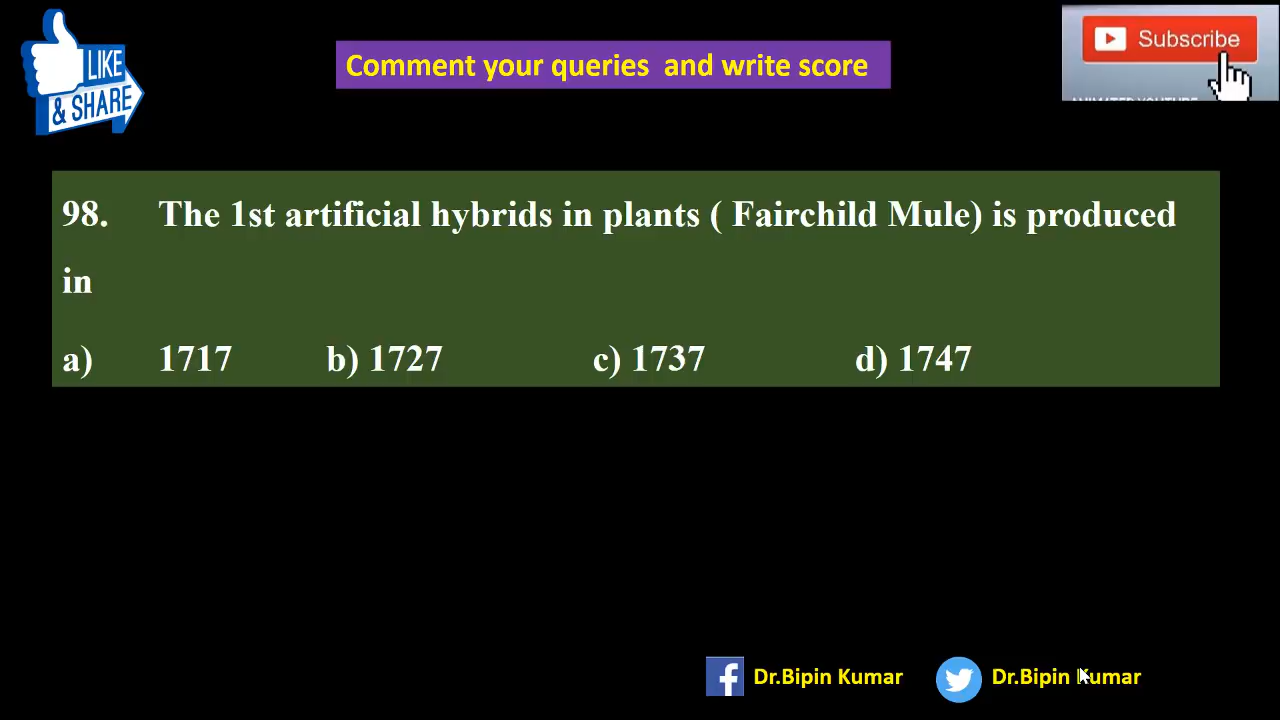 LIKE
& SHARE
Comment your queries and write score
Subscribe
98. The 1st artificial hybrids in plants ( Fairchild Mule) is produced
in
a) 1717 b) 1727 c) 1737 d) 1747
Dr.Bipin Kumar Dr.Bipin Kumar